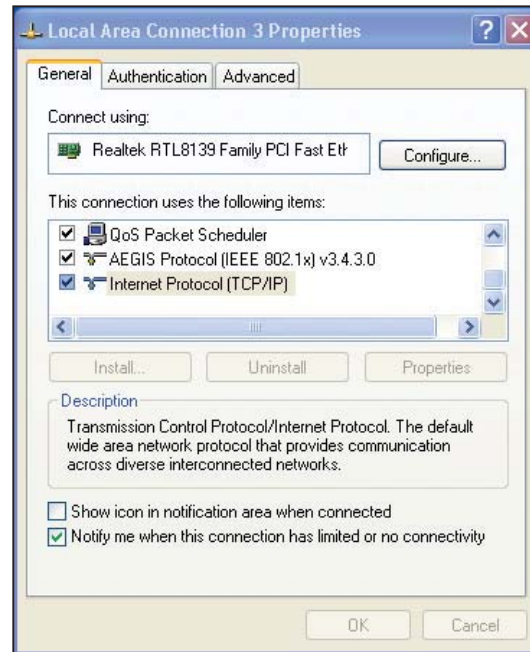 Local Area Connection 3 Properties
General Authentication Advanced
Connect using:
Realtek RTL8139 Family PCI Fast Eth
Configure...
This connection uses the following items:
QoS Packet Scheduler
AEGIS Protocol (IEEE 802.1x) v3.4.3.0
Internet Protocol (TCP/IP)
Install... Uninstall Properties
Description
Transmission Control Protocol/Internet Protocol. The default
wide area network protocol that provides communication
across diverse interconnected networks.
Show icon in notification area when connected
Notify me when this connection has limited or no connectivity
OK Cancel